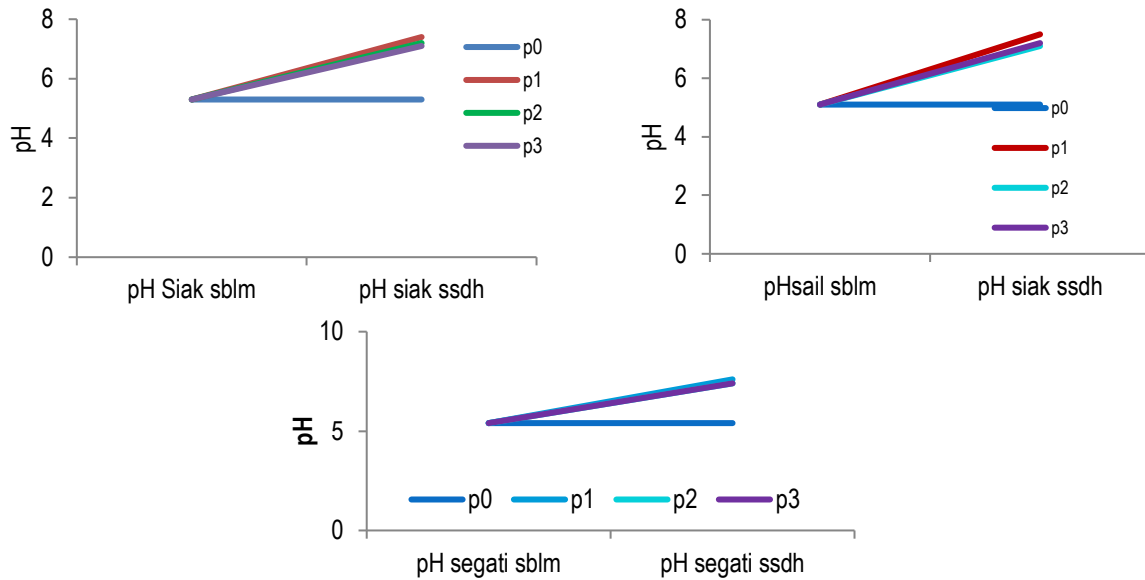 8
6
4
2
0
pH
p0
p1
p2
p3
pH Siak sblm
pH siak ssdh
8
6
4
2
0
pH
p0
p1
p2
p3
pHsail sblm
pH siak ssdh
10
5
0
pH
p0 p1 p2 p3
pH segati sblm
pH segati ssdh